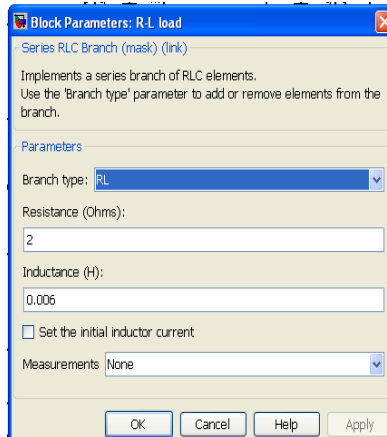 Block Parameters: R-L load
Series RLC Branch (mask) (link)
Implements a series branch of RLC elements.
Use the 'Branch type' parameter to add or remove elements from the
branch.
Parameters
Branch type: RL
Resistance (Ohms):
2
Inductance (H):
0.006
Set the initial inductor current
Measurements None
OK Cancel Help Apply